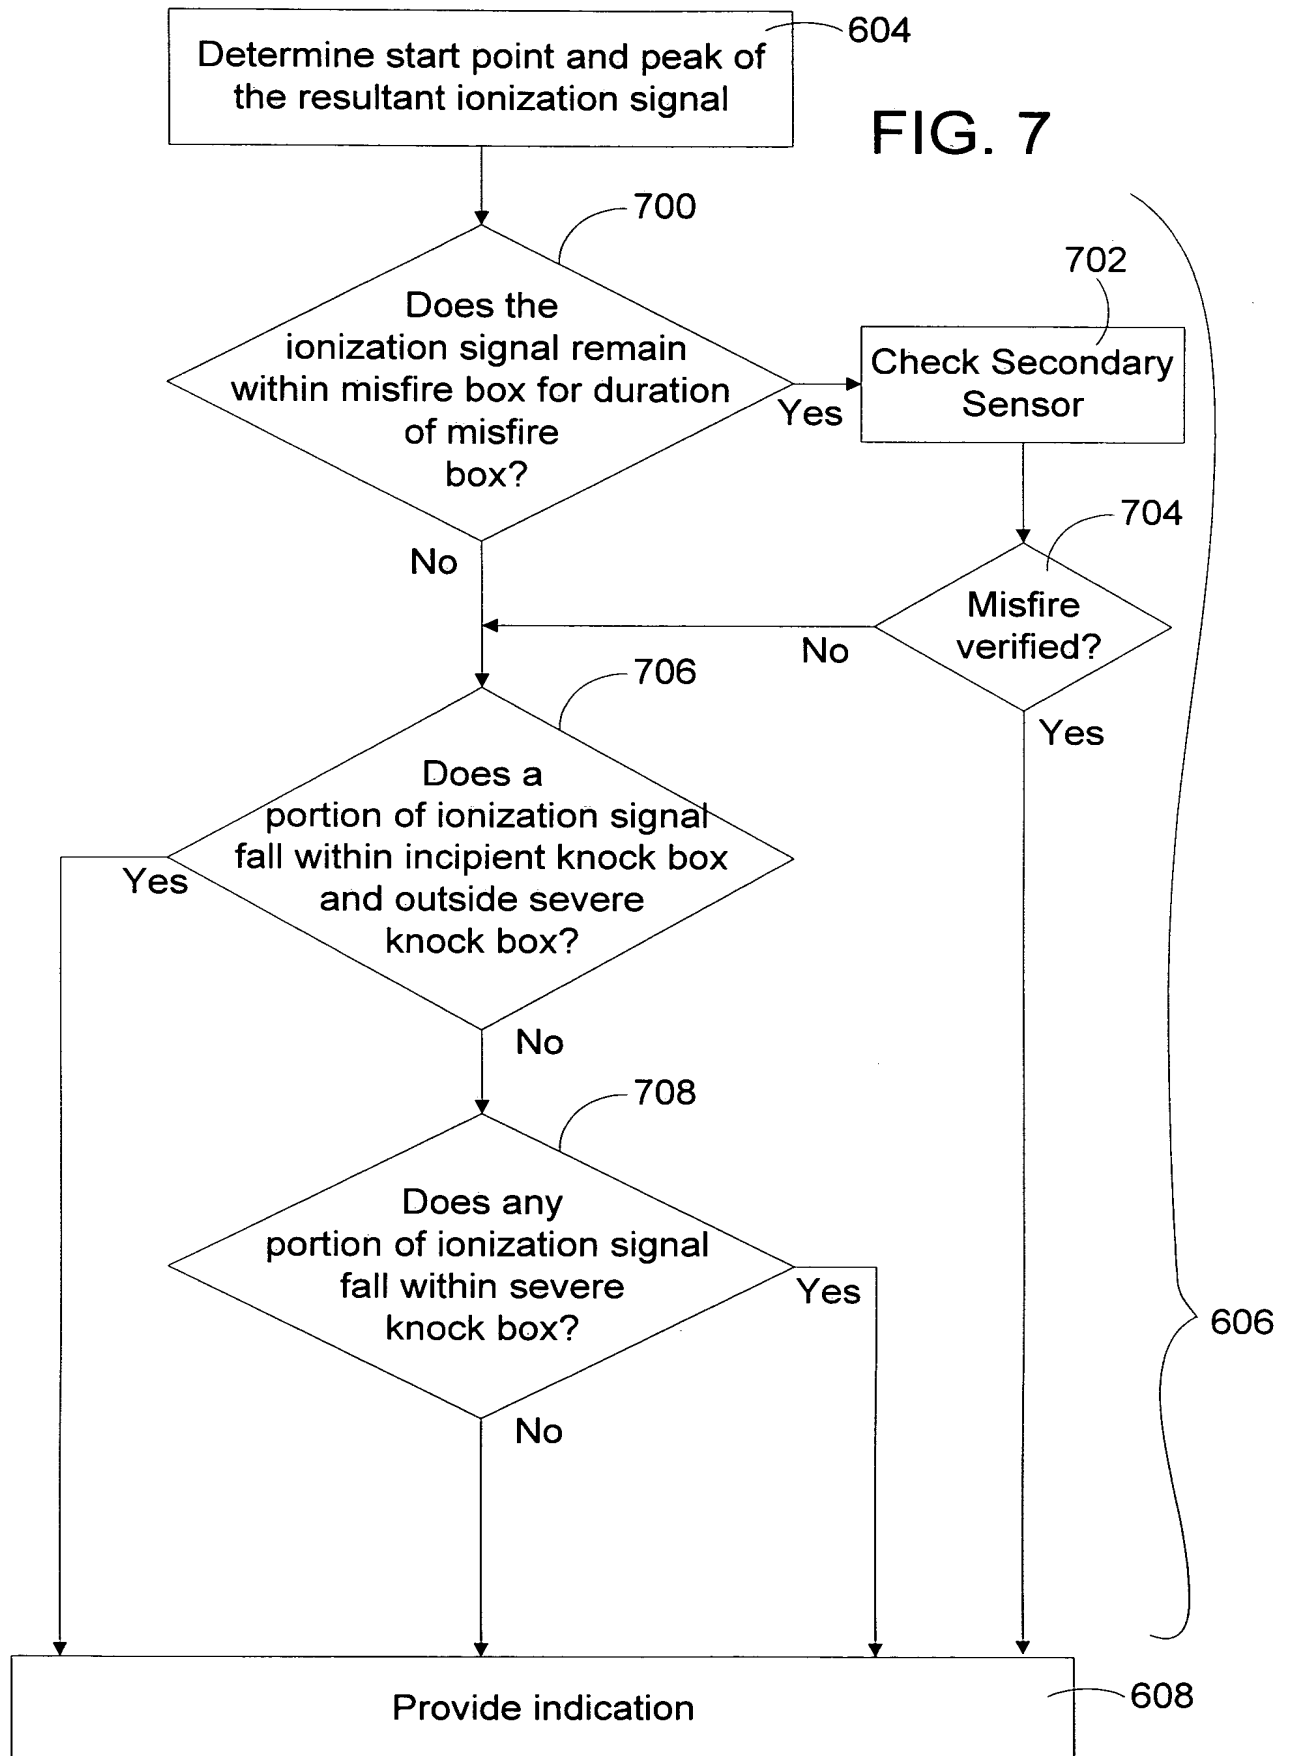 604
Determine start point and peak of
the resultant ionization signal
FIG. 7
700
702
Does the
ionization signal remain
within misfire box for duration
of misfire
box?
Yes
Check Secondary
Sensor
704
No
Misfire
verified?
No
Yes
706
Does a
portion of ionization signal
fall within incipient knock box
and outside severe
knock box?
Yes
No
708
Does any
portion of ionization signal
fall within severe
knock box?
Yes
606
No
608
Provide indication